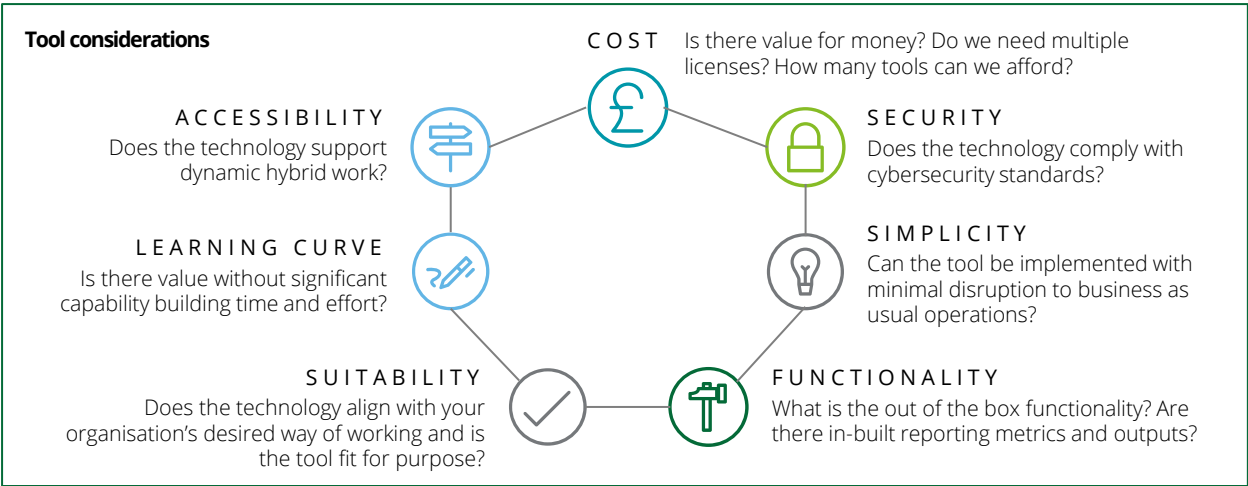 Tool considerations
COST
Is there value for money? Do we need multiple
licenses? How many tools can we afford?
£
SECURITY
Does the technology comply with
cybersecurity standards?
SIMPLICITY
Can the tool be implemented with
minimal disruption to business as
usual operations?
FUNCTIONALITY
What is the out of the box functionality? Are
there in-built reporting metrics and outputs?
SUITABILITY
Does the technology align with your
organisation’s desired way of working and is
the tool fit for purpose?
LEARNING CURVE
Is there value without significant
capability building time and effort?
ACCESSIBILITY
Does the technology support
dynamic hybrid work?